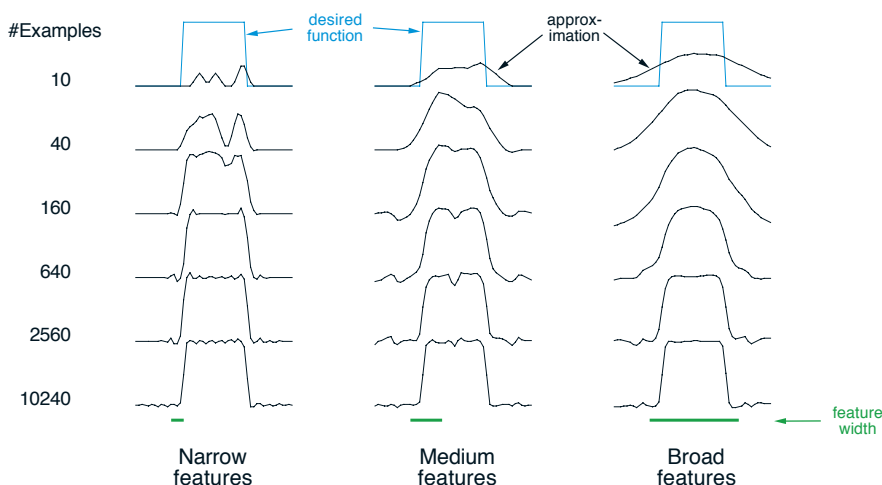 #Examples
desired
function
approx-
imation
10
40
160
640
2560
10240
feature
width
Narrow
features
Medium
features
Broad
features